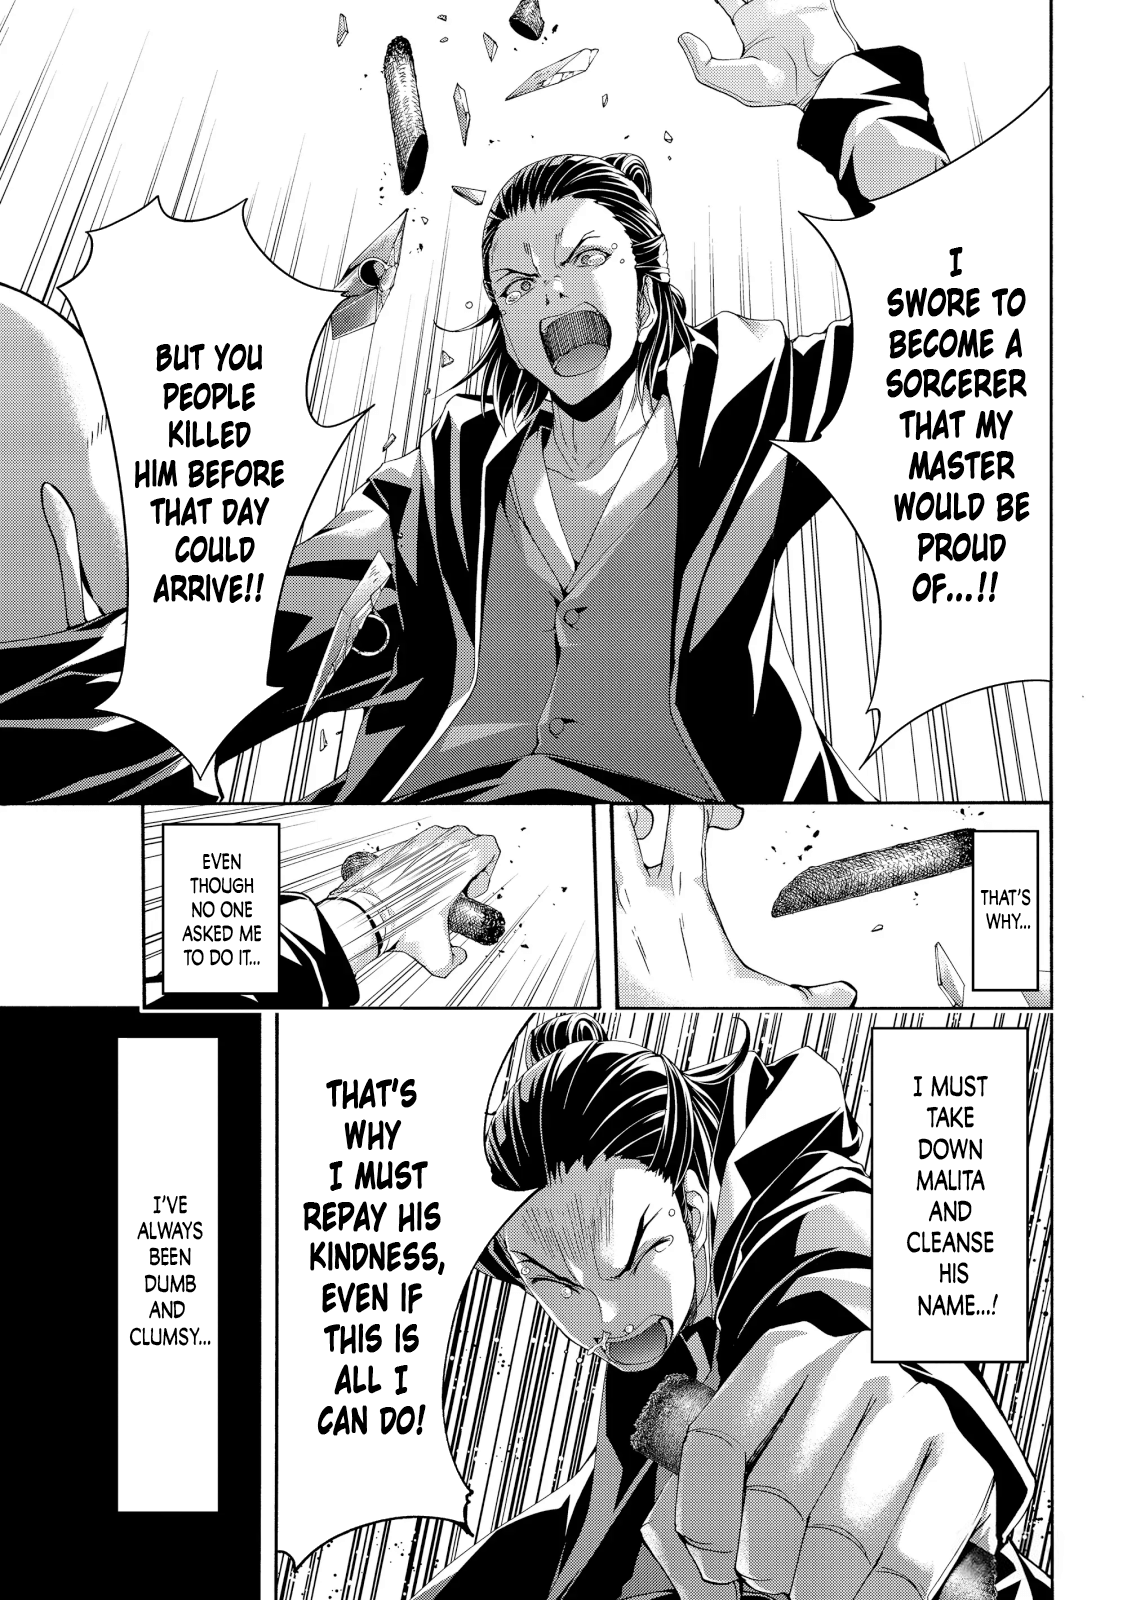 I
SWORE TO
BECOME A
SORCERER
THAT MY
MASTER
WOULD BE
PROUD
OF...!!
BUT YOU
PEOPLE
KILLED
HIM BEFORE
THAT DAY
COULD
ARRIVE!!
THAT'S
WHY...
EVEN
THOUGH
NO ONE
ASKED ME
TO DO IT...
I MUST
TAKE
DOWN
MALITA
AND
CLEANSE
HIS
NAME...!
THAT'S
WHY
I MUST
REPAY HIS
KINDNESS,
EVEN IF
THIS IS
ALL I
CAN DO!
I'VE
ALWAYS
BEEN
DUMB
AND
CLUMSY...